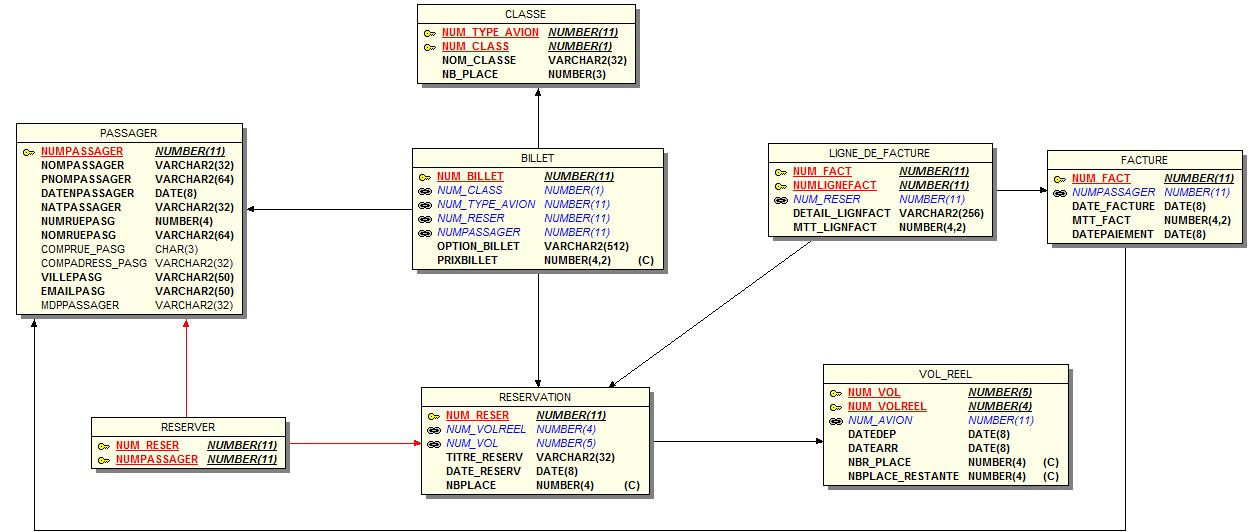 CLASSE
NUM_TYPE_AVION NUMBER(11)
NUM_CLASS NUMBER(1)
NOM_CLASSE VARCHAR2(32)
NB_PLACE NUMBER(3)
PASSAGER
NUMPASSAGER NUMBER(11)
NOMPASSAGER VARCHAR2(32)
PNOMPASSAGER VARCHAR2(64)
DATENPASSAGER DATE(8)
NATPASSAGER VARCHAR2(32)
NUMRUEPASG NUMBER(4)
NOMRUEPASG VARCHAR2(64)
COMPRUE_PASG CHAR(3)
COMPADRESS_PASG VARCHAR2(32)
VILLEPASG VARCHAR2(50)
EMAILPASG VARCHAR2(50)
MDPPASSAGER VARCHAR2(32)
BILLET
NUM_BILLET NUMBER(11)
NUM_CLASS NUMBER(1)
NUM_TYPE_AVION NUMBER(11)
NUM_RESER NUMBER(11)
NUMPASSAGER NUMBER(11)
OPTION_BILLET VARCHAR2(512)
PRIXBILLET NUMBER(4,2) (C)
LIGNE_DE_FACTURE
NUM_FACT NUMBER(11)
NUMLIGNEFACT NUMBER(11)
NUM_RESER NUMBER(11)
DETAIL_LIGNFACT VARCHAR2(256)
MTT_LIGNFACT NUMBER(4,2)
FACTURE
NUM_FACT NUMBER(11)
NUMPASSAGER NUMBER(11)
DATE_FACTURE DATE(8)
MTT_FACT NUMBER(4,2)
DATEPAIEMENT DATE(8)
RESERVER
NUM_RESER NUMBER(11)
NUMPASSAGER NUMBER(11)
RESERVATION
NUM_RESER NUMBER(11)
NUM_VOLREEL NUMBER(4)
NUM_VOL NUMBER(5)
TITRE_RESERV VARCHAR2(32)
DATE_RESERV DATE(8)
NBPLACE NUMBER(4) (C)
VOL_REEL
NUM_VOL NUMBER(5)
NUM_VOLREEL NUMBER(4)
NUM_AVION NUMBER(11)
DATEDEP DATE(8)
DATEARR DATE(8)
NBR_PLACE NUMBER(4) (C)
NBPLACE_RESTANTE NUMBER(4) (C)